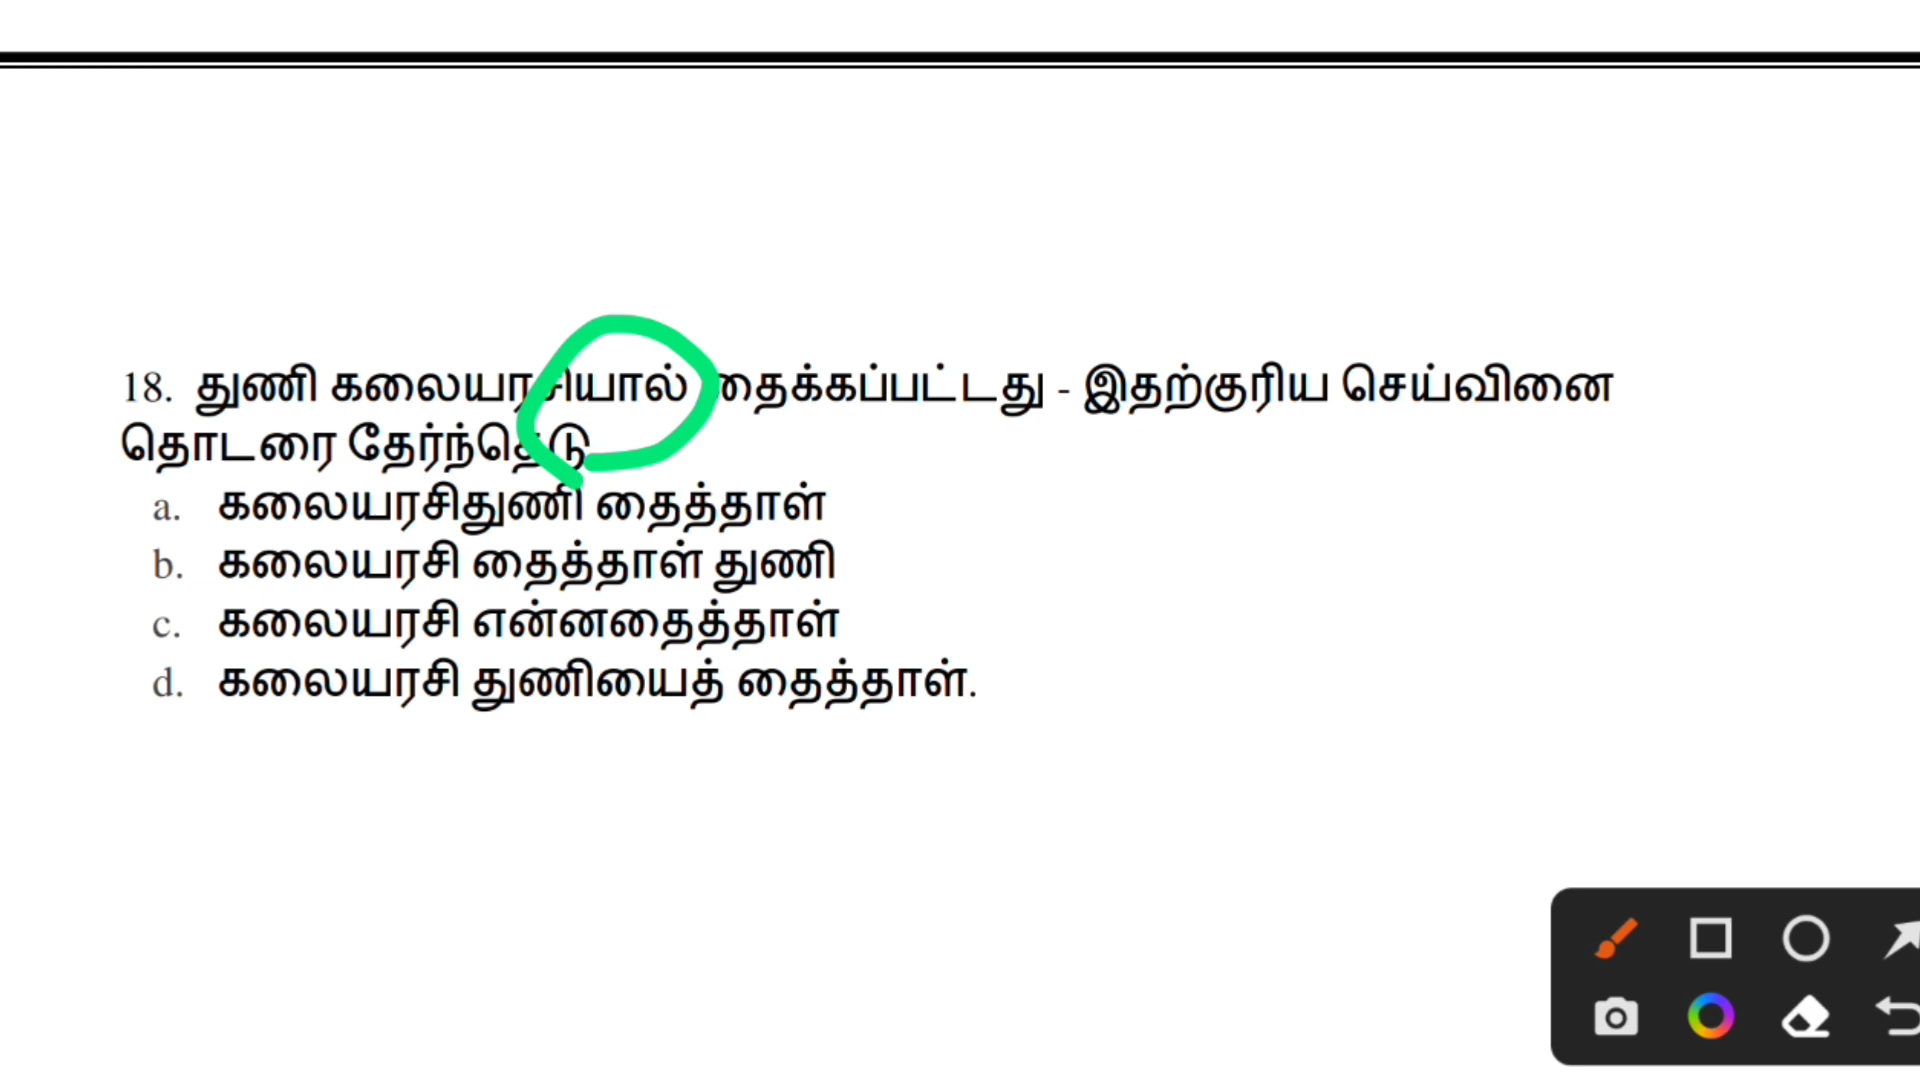 18. துணி கலையரசியால் தைக்கப்பட்டது - இதற்குரிய செய்வினை
தொடரை தேர்ந்தெடு
a. கலையரசிதுணி தைத்தாள்
b. கலையரசி தைத்தாள் துணி
c. கலையரசி என்னதைத்தாள்
d. கலையரசி துணியைத் தைத்தாள்.